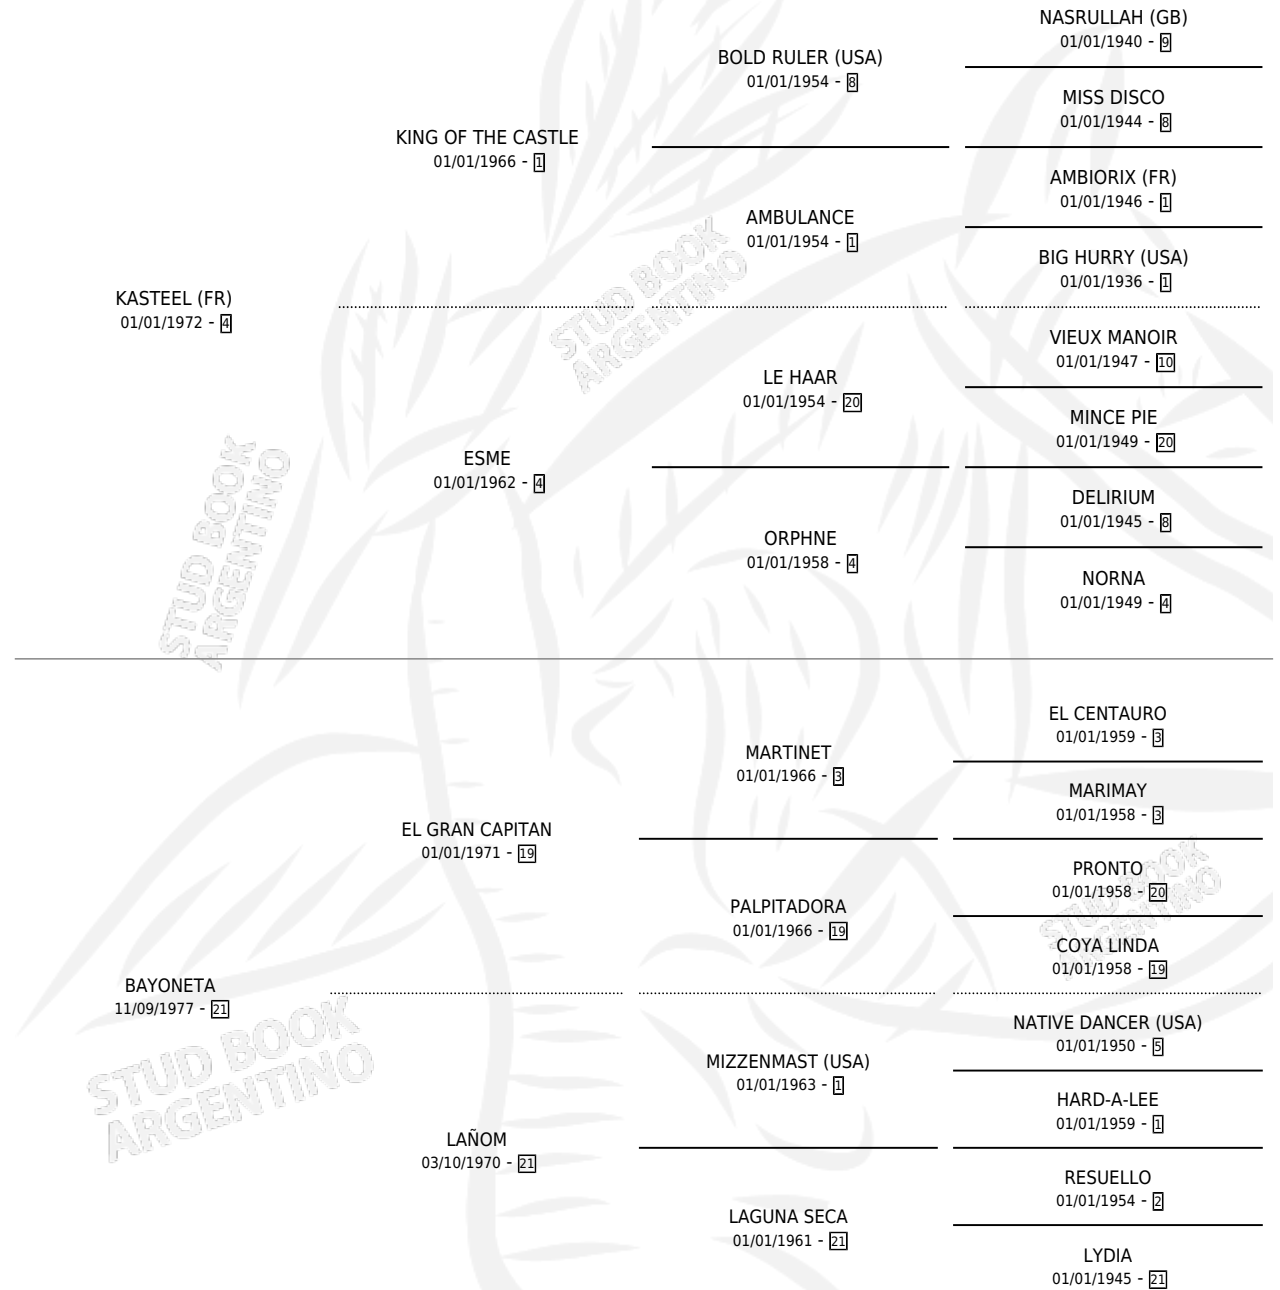 NASRULLAH (GB)
01/01/1940 - 9
BOLD RULER (USA)
01/01/1954 - 8
MISS DISCO
01/01/1944 - 8
KING OF THE CASTLE
01/01/1966 - 1
AMBIORIX (FR)
01/01/1946 - 1
AMBULANCE
01/01/1954 - 1
BIG HURRY (USA)
01/01/1936 - 1
KASTEEL (FR)
01/01/1972 - 4
VIEUX MANOIR
01/01/1947 - 10
LE HAAR
01/01/1954 - 20
MINCE PIE
01/01/1949 - 20
ESME
01/01/1962 - 4
DELIRIUM
01/01/1945 - 8
ORPHNE
01/01/1958 - 4
NORNA
01/01/1949 - 4
EL CENTAURO
01/01/1959 - 3
MARTINET
01/01/1966 - 3
MARIMAY
01/01/1958 - 3
EL GRAN CAPITAN
01/01/1971 - 19
PRONTO
01/01/1958 - 20
PALPITADORA
01/01/1966 - 19
COYA LINDA
01/01/1958 - 19
BAYONETA
11/09/1977 - 21
NATIVE DANCER (USA)
01/01/1950 - 5
MIZZENMAST (USA)
01/01/1963 - 1
HARD-A-LEE
01/01/1959 - 1
LAÑOM
03/10/1970 - 21
RESUELLO
01/01/1954 - 2
LAGUNA SECA
01/01/1961 - 21
LYDIA
01/01/1945 - 21
STUD BOOK
ARGENTINO
STUD BOOK
ARGENTINO
STUD BOOK
ARGENTINO
STUD BOOK
ARGENTINO